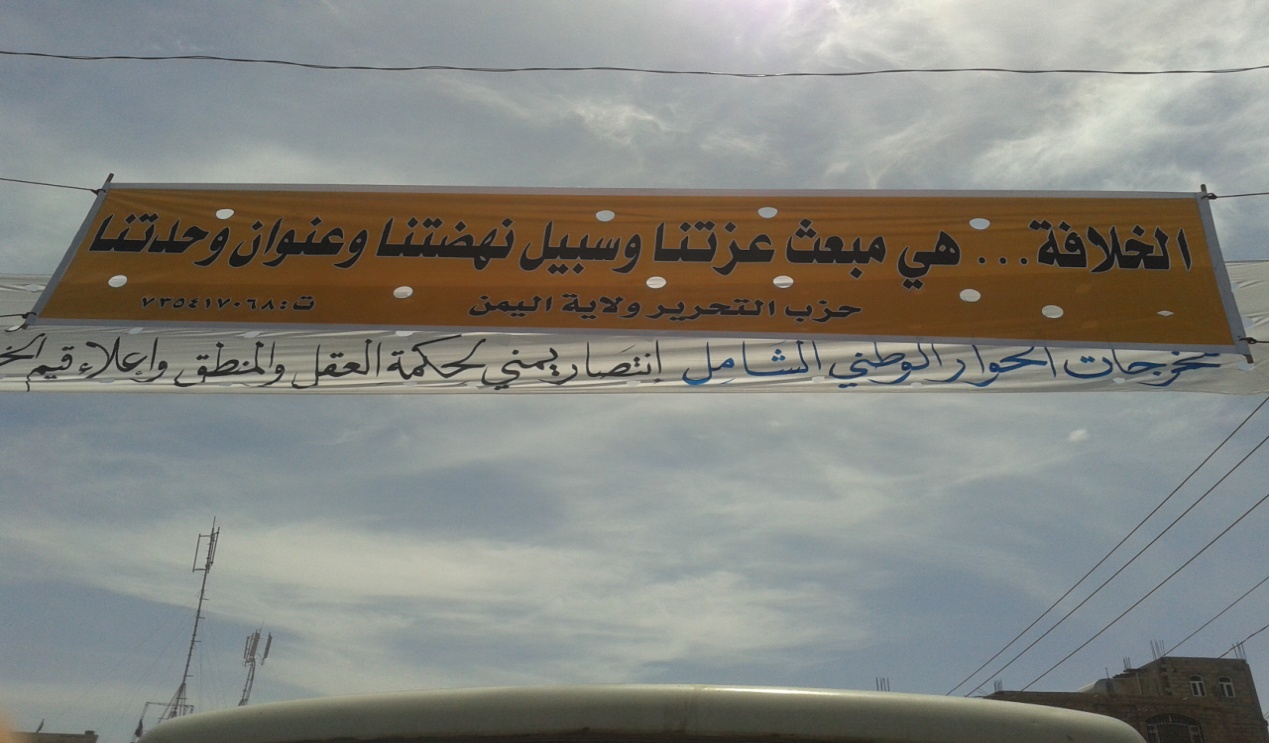 الخلافة... هي مبعث عزتنا وسبيل نهضتنا وعنوان وحدتنا
حزب التحرير ولاية اليمن ت: ٧٣٥٤١٧٠٦٨
مخرجات الحوار الوطني الشامل انتصار يمني لحكمة العقل والمنطق وإعلاء قيم